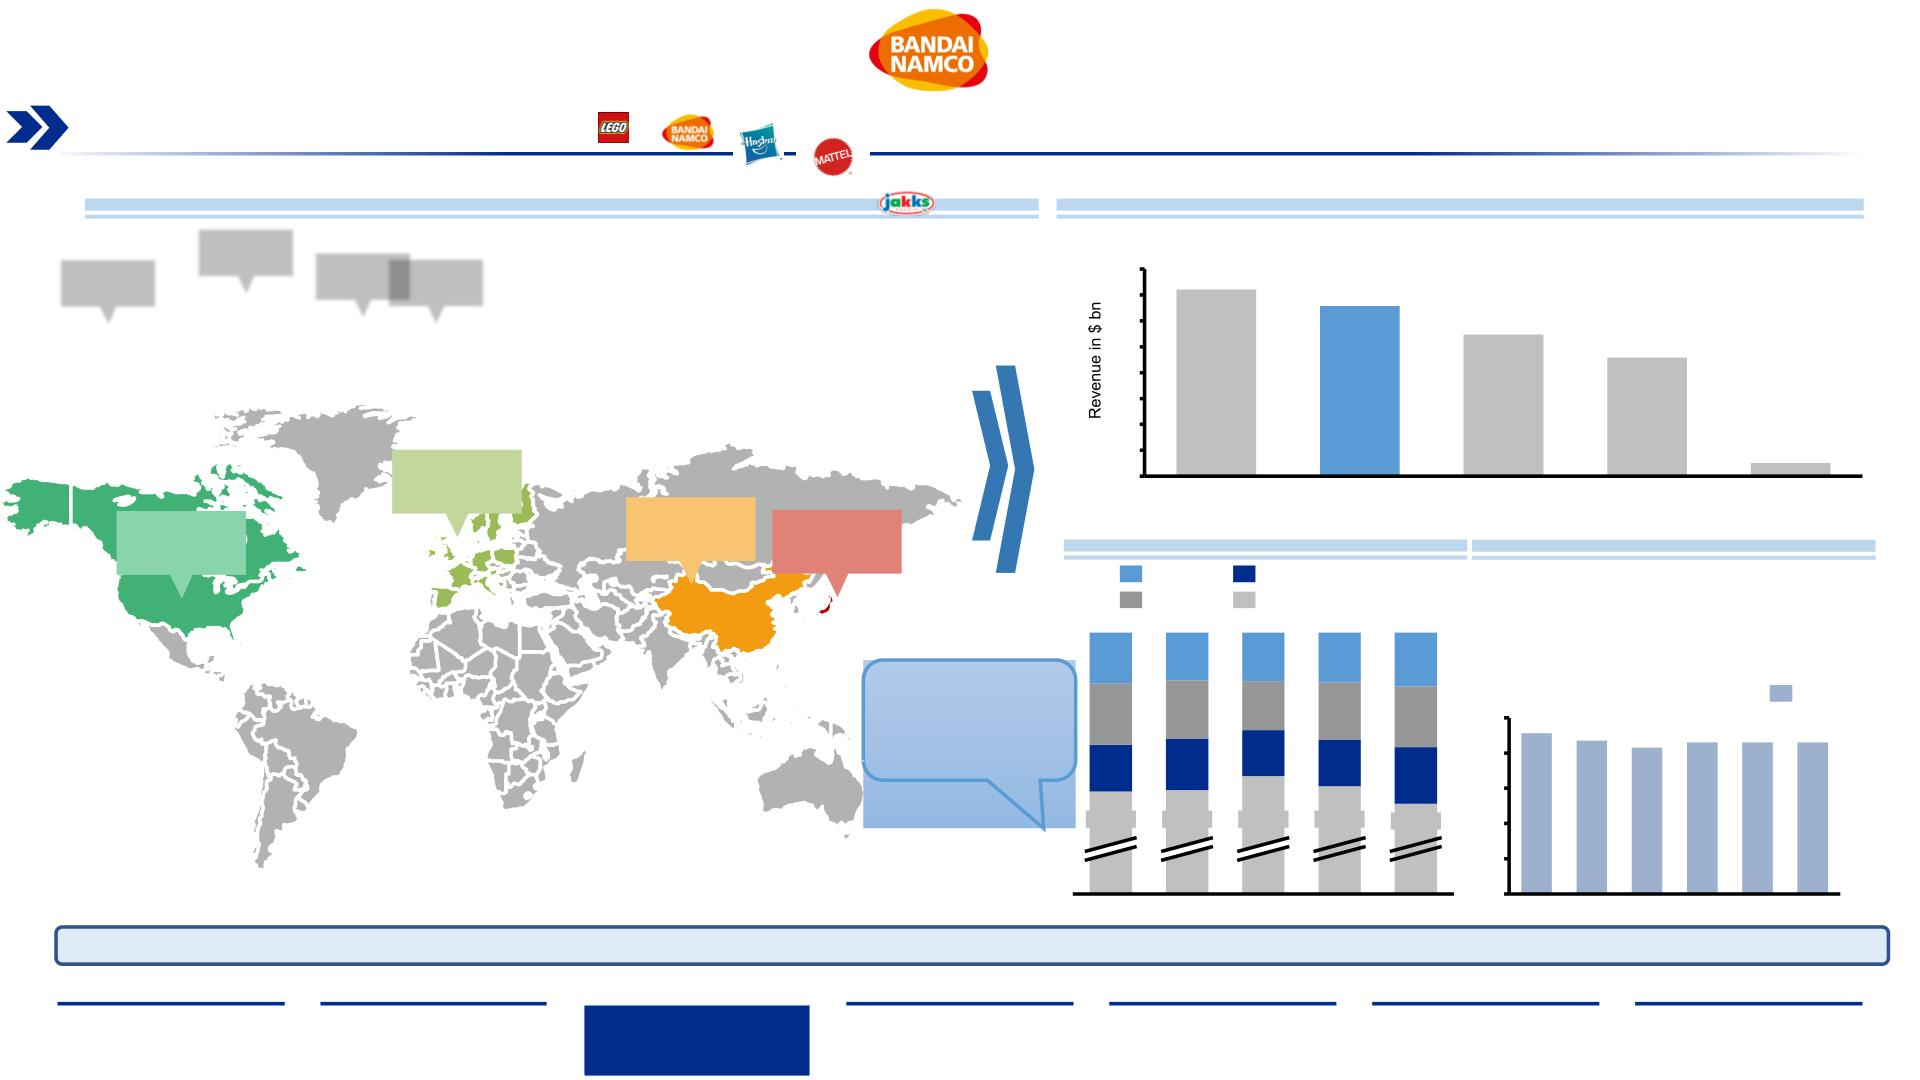 BANDAI
NAMCO
LEGO
BANDAI
NAMCO
Hasbro
MATTEL
jakks
Revenue in $ bn